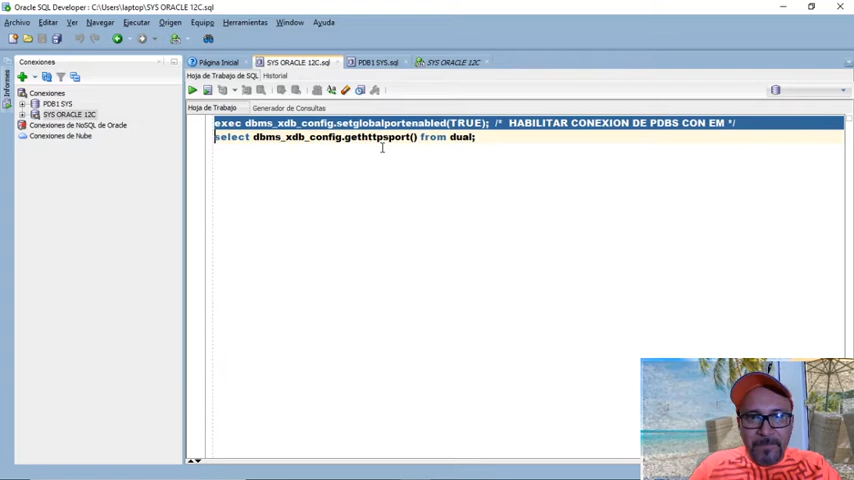 Oracle SQL Developer : C:\Users\laptop\SYS ORACLE 12C.sql
Archivo Editar Ver Navegar Ejecutar Origen Equipo Herramientas Window Ayuda
Conexiones
Página Inicial
SYS ORACLE 12C.sql
PDB1 SYS.sql
SYS ORACLE 12C
Informes
Hoja de Trabajo de SQL Historial
Conexiones
PDB1 SYS
SYS ORACLE 12C
Conexiones de NoSQL de Oracle
Conexiones de Nube
Hoja de Trabajo Generador de Consultas
exec dbms_xdb_config.setglobalportenabled(TRUE); /* HABILITAR CONEXION DE PDBS CON EM */
select dbms_xdb_config.gethttpsport() from dual;